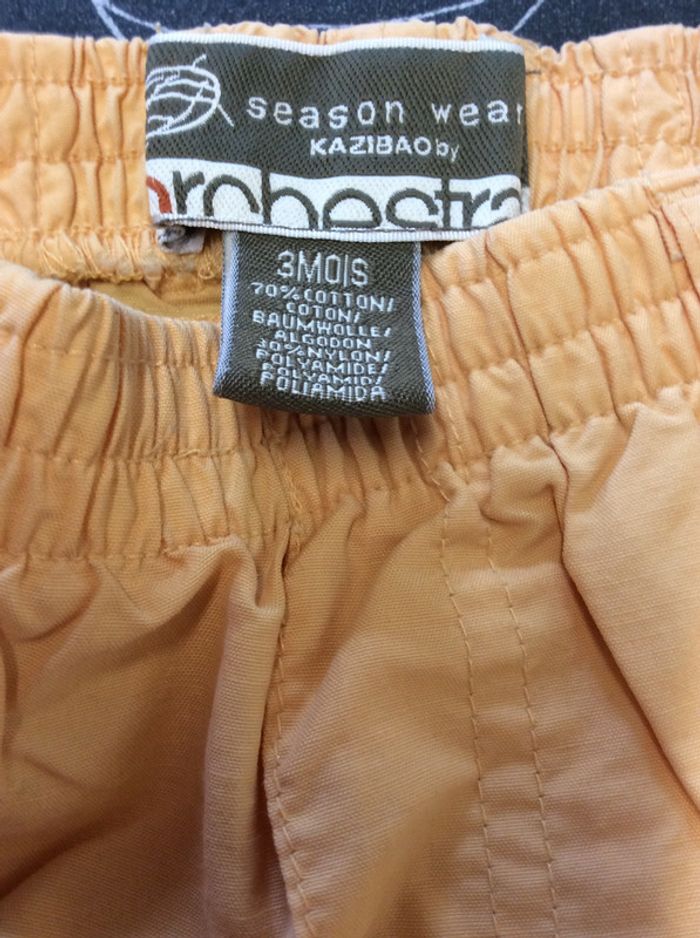 season wear
KAZIBAO by
orchestra
3MOIS
70%COTTON/
COTON/
BAUMWOLLE/
ALGODON
30%NYLON/
POLYAMIDE/
POLYAMID/
POLIAMIDA